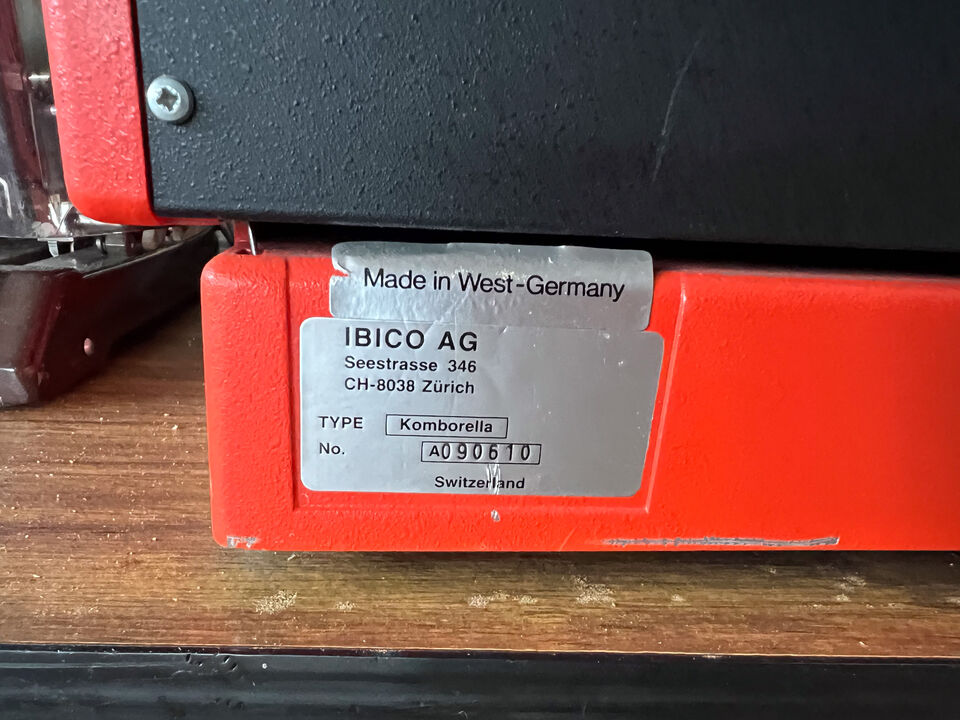 Made in West-Germany
IBICO AG
Seestrasse 346
CH-8038 Zürich
TYPE Komborella
No. A090610
Switzerland